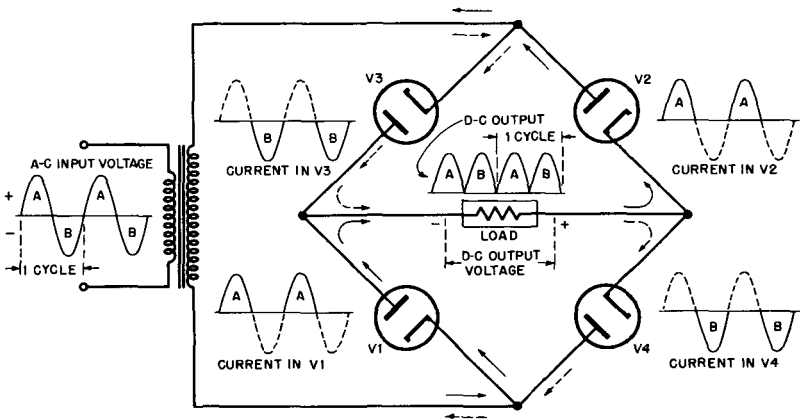 V3
V2
D-C OUTPUT
1 CYCLE
A
A
A-C INPUT VOLTAGE
B
B
CURRENT IN V3
A
B
A
B
CURRENT IN V2
+
A
A
-
B
B
1 CYCLE
-
+
LOAD
D-C OUTPUT
VOLTAGE
A
A
CURRENT IN V1
V1
V4
B
B
CURRENT IN V4